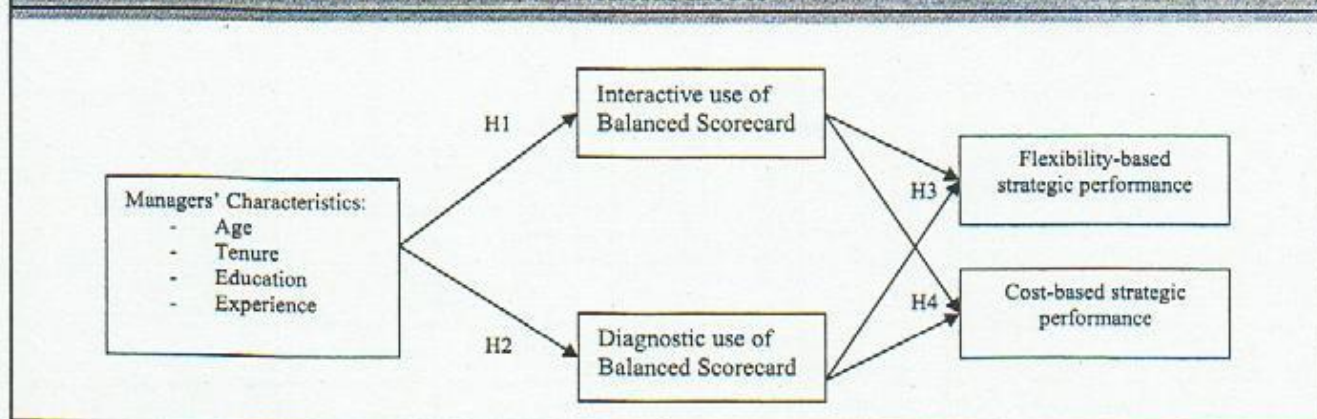 Managers' Characteristics:
- Age
- Tenure
- Education
- Experience
H1
H2
Interactive use of
Balanced Scorecard
Diagnostic use of
Balanced Scorecard
H3
H4
Flexibility-based
strategic performance
Cost-based strategic
performance